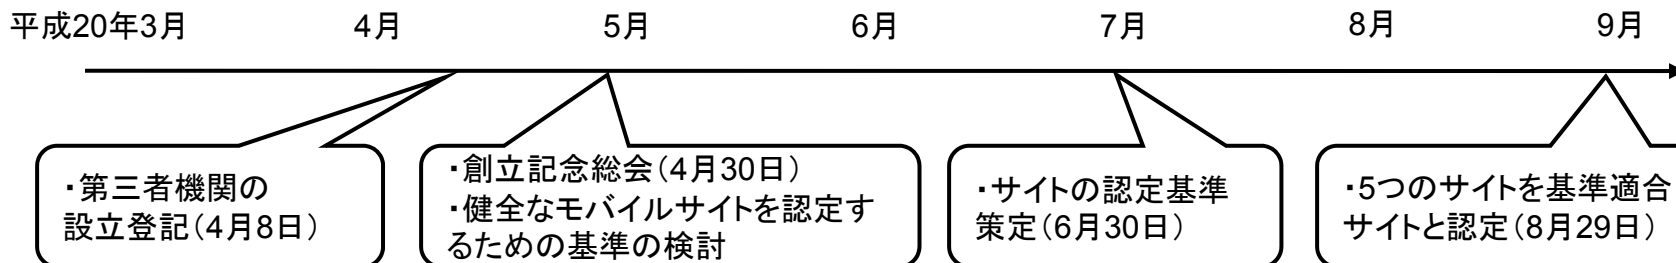 平成20年3月 4月 5月 6月 7月 8月 9月
・第三者機関の
設立登記(4月8日)
・創立記念総会(4月30日)
・健全なモバイルサイトを認定す
るための基準の検討
・サイトの認定基準
策定(6月30日)
・5つのサイトを基準適合
サイトと認定(8月29日)